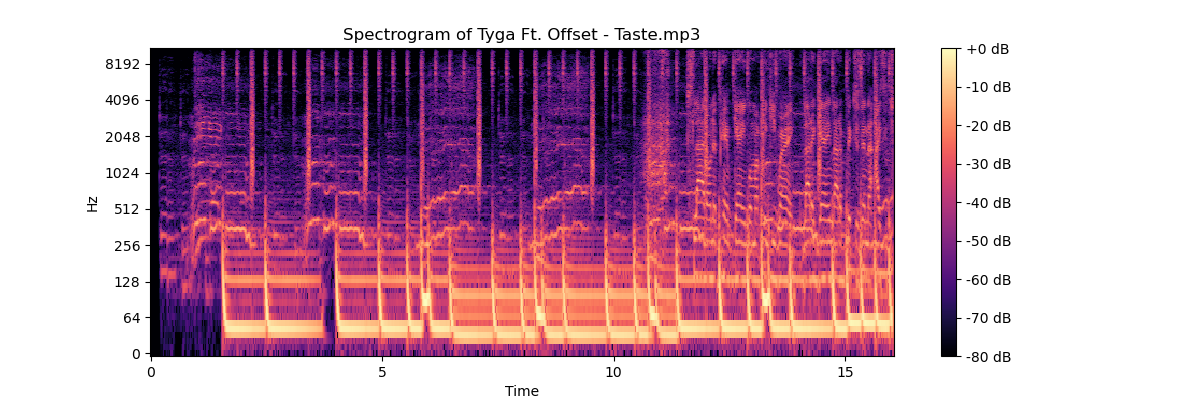 Spectrogram of Tyga Ft. Offset - Taste.mp3
8192
4096
2048
1024
512
256
128
64
0
Hz
0 5 10 15
Time
+0 dB
-10 dB
-20 dB
-30 dB
-40 dB
-50 dB
-60 dB
-70 dB
-80 dB